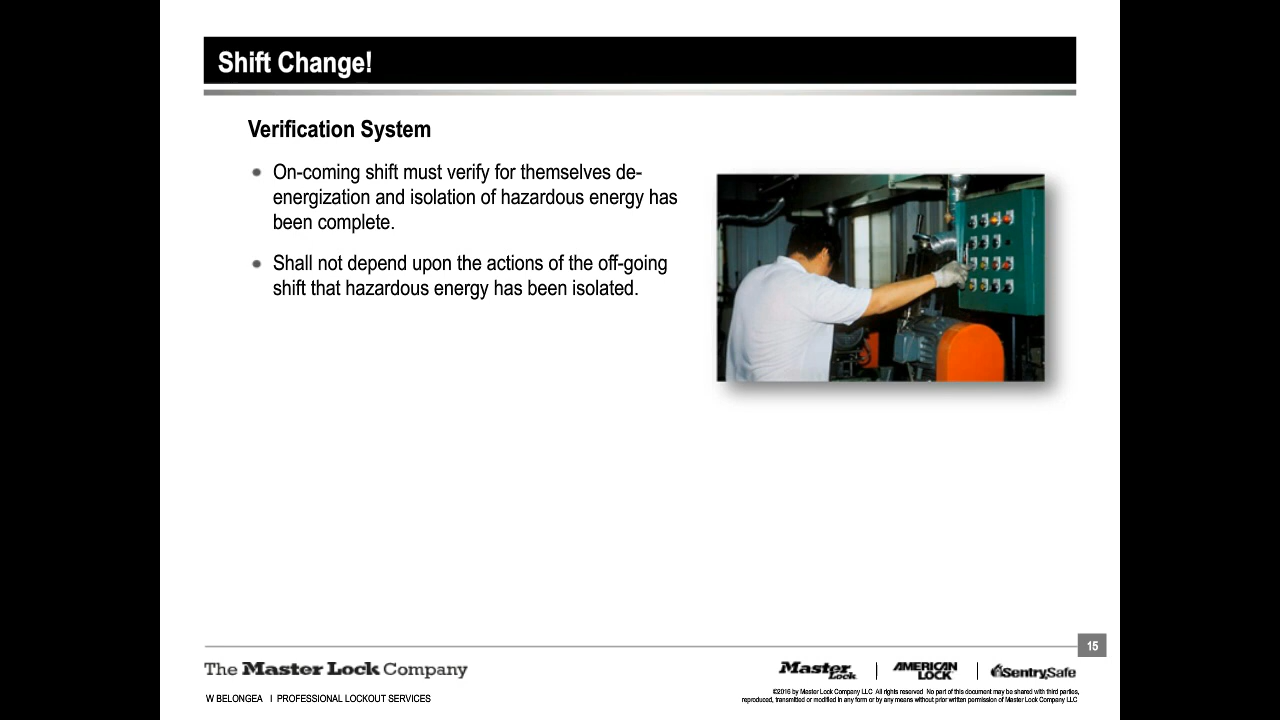 Shift Change!
Verification System
On-coming shift must verify for themselves de-
energization and isolation of hazardous energy has
been complete.
Shall not depend upon the actions of the off-going
shift that hazardous energy has been isolated.
15
The Master Lock Company
Master Lock
AMERICAN LOCK
SentrySafe
W BELONGEA I PROFESSIONAL LOCKOUT SERVICES
©2016 by Master Lock Company LLC All rights reserved No part of this document may be shared with third parties,
reproduced, transmitted or modified in any form or by any means without prior written permission of Master Lock Company LLC